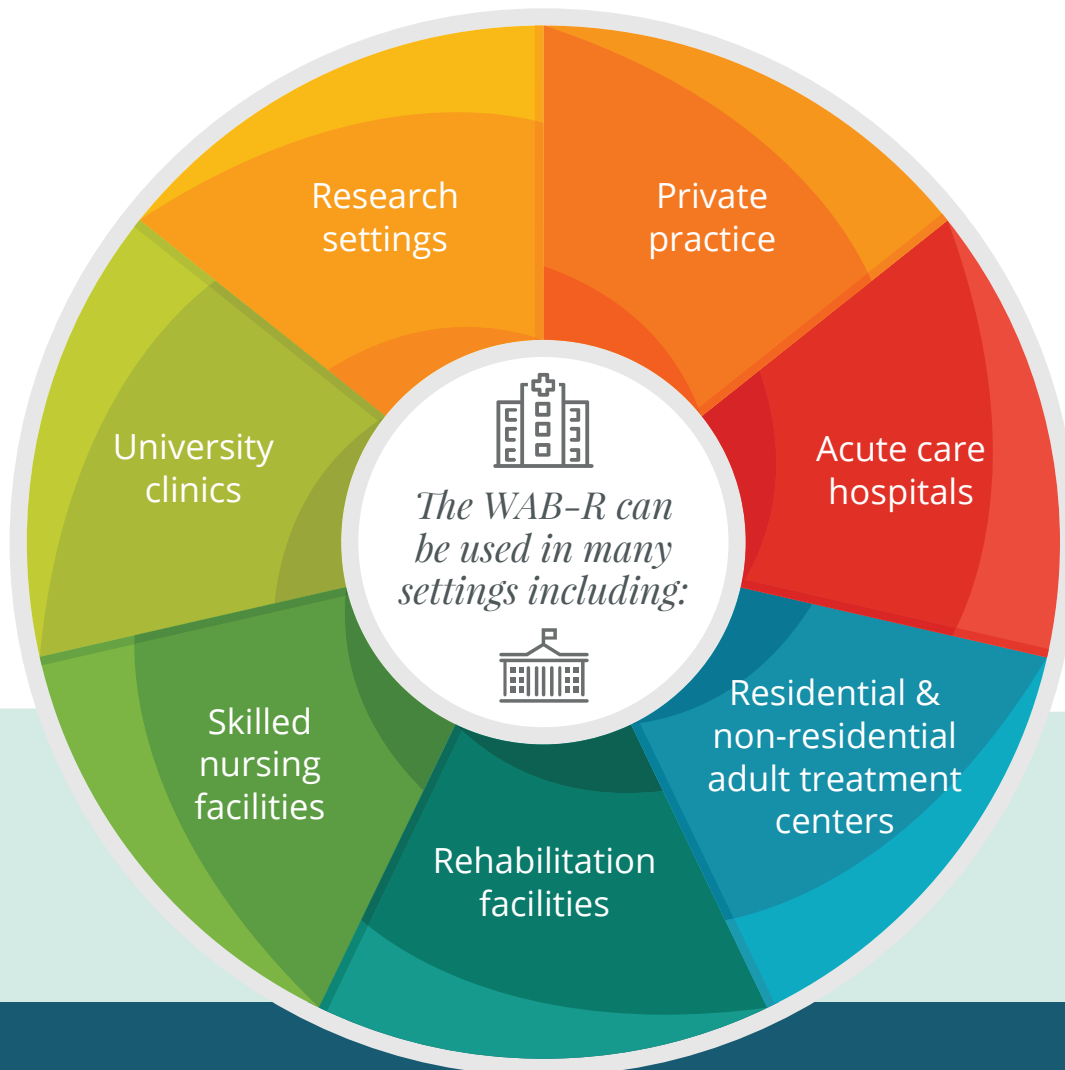 The WAB-R can
be used in many
settings including:
Private
practice
Acute care
hospitals
Residential &
non-residential
adult treatment
centers
Rehabilitation
facilities
Skilled
nursing
facilities
University
clinics
Research
settings